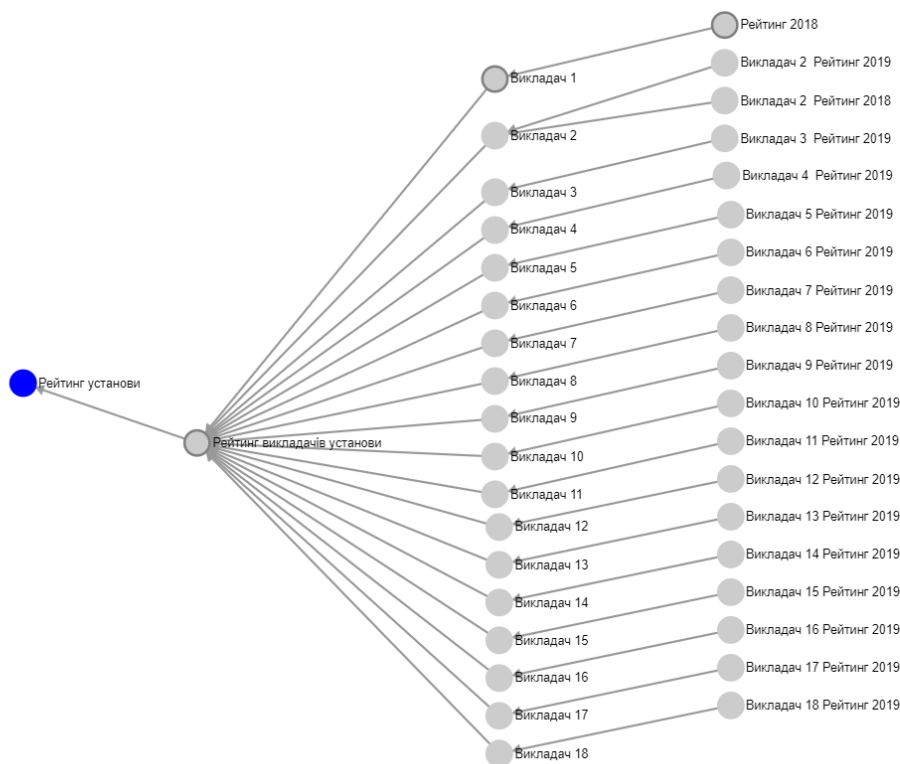 Рейтинг 2018
Викладач 2 Рейтинг 2019
Викладач 1
Викладач 2 Рейтинг 2018
Викладач 2
Викладач 3 Рейтинг 2019
Викладач 4 Рейтинг 2019
Викладач 3
Викладач 5 Рейтинг 2019
Викладач 4
Викладач 6 Рейтинг 2019
Викладач 5
Викладач 7 Рейтинг 2019
Викладач 6
Викладач 8 Рейтинг 2019
Викладач 7
Викладач 9 Рейтинг 2019
Викладач 8
Рейтинг установи
Викладач 10 Рейтинг 2019
Викладач 9
Викладач 11 Рейтинг 2019
Рейтинг викладачів установи
Викладач 10
Викладач 12 Рейтинг 2019
Викладач 11
Викладач 13 Рейтинг 2019
Викладач 12
Викладач 14 Рейтинг 2019
Викладач 13
Викладач 15 Рейтинг 2019
Викладач 14
Викладач 16 Рейтинг 2019
Викладач 15
Викладач 17 Рейтинг 2019
Викладач 16
Викладач 18 Рейтинг 2019
Викладач 17
Викладач 18